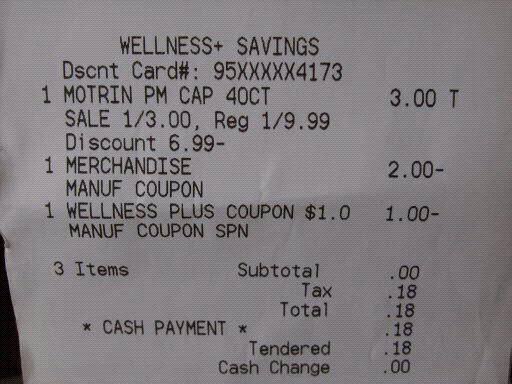 WELLNESS+ SAVINGS
Dscnt Card#: 95XXXXX4173
1 MOTRIN PM CAP 40CT 3.00 T
SALE 1/3.00, Reg 1/9.99
Discount 6.99-
1 MERCHANDISE 2.00-
MANUF COUPON
1 WELLNESS PLUS COUPON $1.0 1.00-
MANUF COUPON SPN
3 Items Subtotal .00
Tax .18
Total .18
* CASH PAYMENT * .18
Tendered .18
Cash Change .00